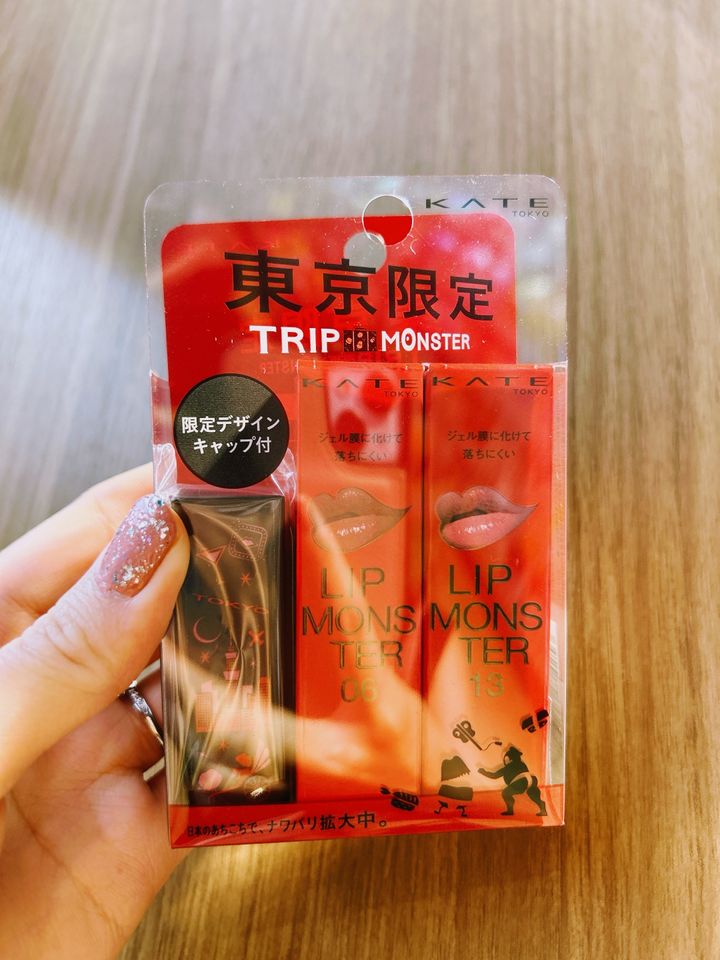 KATE
TOKYO
東京限定
TRIP MONSTER
限定デザイン
キャップ付
TOKYO
KATE
TOKYO
ジェル膜に化けて
落ちにくい
LIP
MONS
TER
06
KATE
TOKYO
ジェル膜に化けて
落ちにくい
LIP
MONS
TER
13
日本のあちこちで、ナワバリ拡大中。